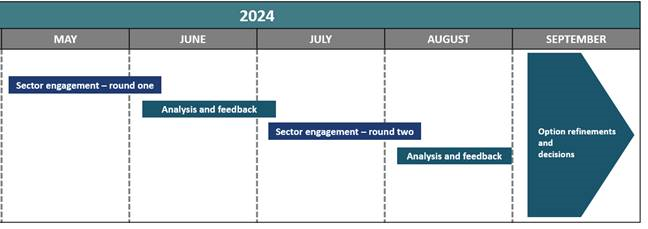 2024
MAY
JUNE
JULY
AUGUST
SEPTEMBER
Sector engagement – round one
Analysis and feedback
Sector engagement – round two
Analysis and feedback
Option refinements
and
decisions